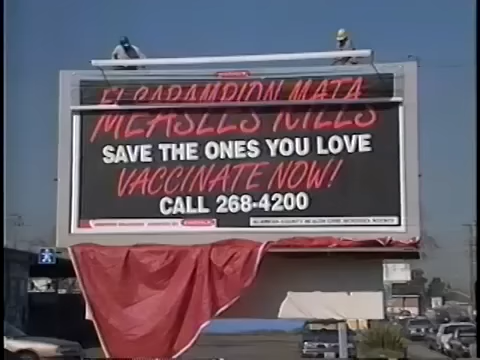 EL SARAMPION MATA
MEASLES KILLS
SAVE THE ONES YOU LOVE
VACCINATE NOW!
CALL 268-4200